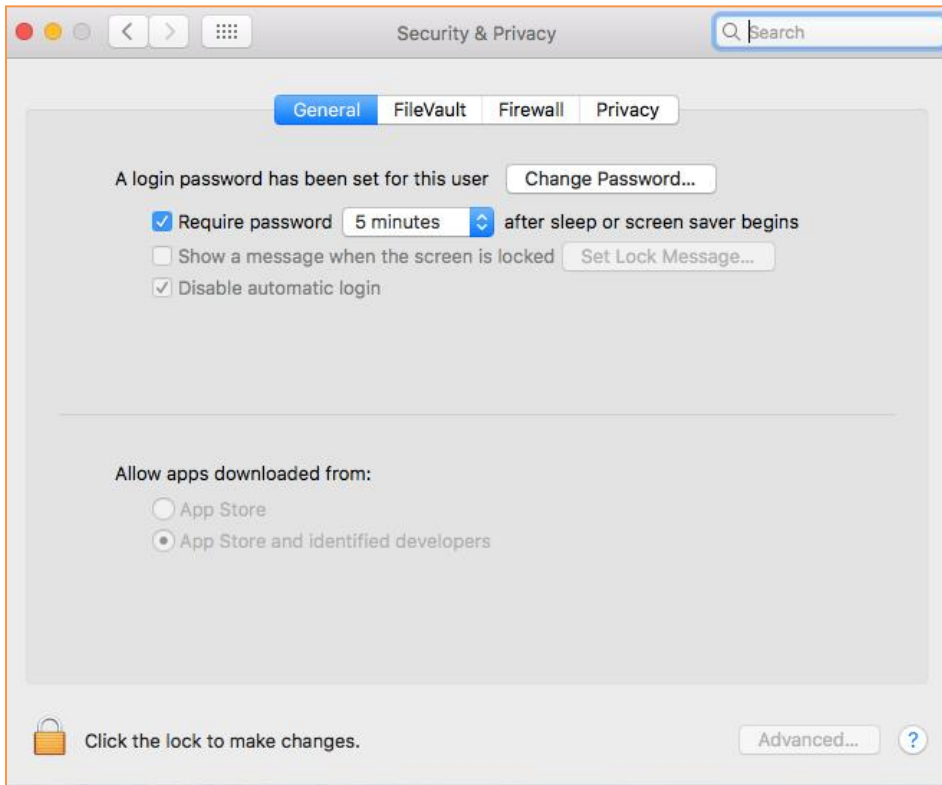 Security & Privacy
Search
General FileVault Firewall Privacy
A login password has been set for this user Change Password...
Require password 5 minutes after sleep or screen saver begins
Show a message when the screen is locked Set Lock Message...
Disable automatic login
Allow apps downloaded from:
App Store
App Store and identified developers
Click the lock to make changes.
Advanced... ?